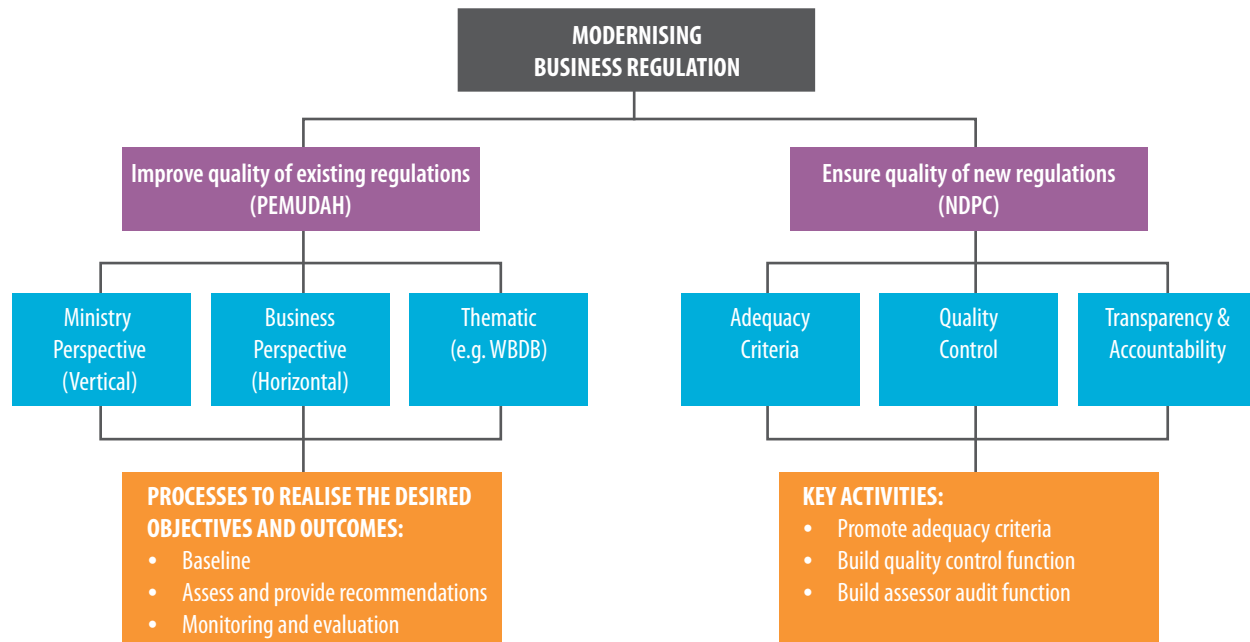 MODERNISING
BUSINESS REGULATION
Improve quality of existing regulations
(PEMUDAH)
Ensure quality of new regulations
(NDPC)
Ministry
Perspective
(Vertical)
Business
Perspective
(Horizontal)
Thematic
(e.g. WBDB)
Adequacy
Criteria
Quality
Control
Transparency &
Accountability
PROCESSES TO REALISE THE DESIRED
OBJECTIVES AND OUTCOMES:
• Baseline
• Assess and provide recommendations
• Monitoring and evaluation
KEY ACTIVITIES:
• Promote adequacy criteria
• Build quality control function
• Build assessor audit function